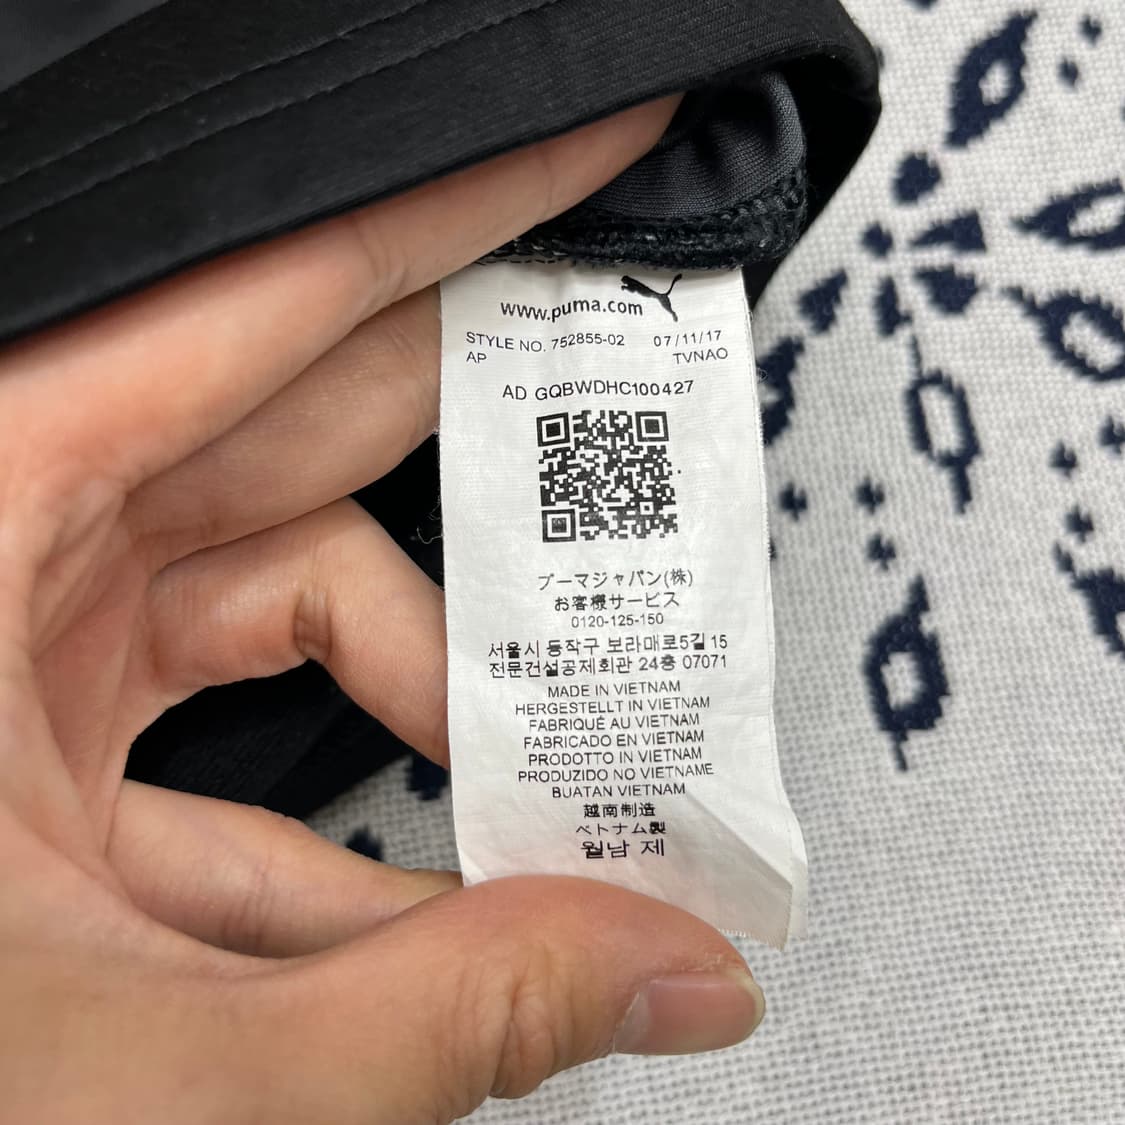 www.puma.com
STYLE NO. 752855-02 07/11/17
AP TVNAO
AD GQBWDHC100427
プーマジャパン(株)
お客様サービス
0120-125-150
서울시 동작구 보라매로5길 15
전문건설공제회관 24층 07071
MADE IN VIETNAM
HERGESTELLT IN VIETNAM
FABRIQUÉ AU VIETNAM
FABRICADO EN VIETNAM
PRODOTTO IN VIETNAM
PRODUZIDO NO VIETNAME
BUATAN VIETNAM
越南制造
ベトナム製
월남 제